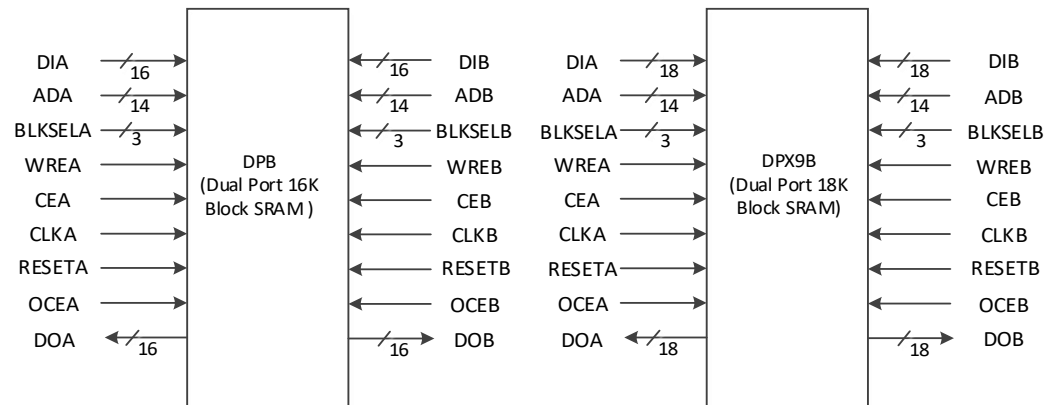 DIA 16 16 DIB DIA 18 18 DIB
ADA 14 14 ADB ADA 14 14 ADB
BLKSELA 3 3 BLKSELB BLKSELA 3 3 BLKSELB
WREA DPB WREB WREA DPX9B WREB
(Dual Port 16K (Dual Port 18K
CEA Block SRAM ) CEB CEA Block SRAM) CEB
CLKA CLKB CLKA CLKB
RESETA RESETB RESETA RESETB
OCEA OCEB OCEA OCEB
DOA 16 16 DOB DOA 18 18 DOB